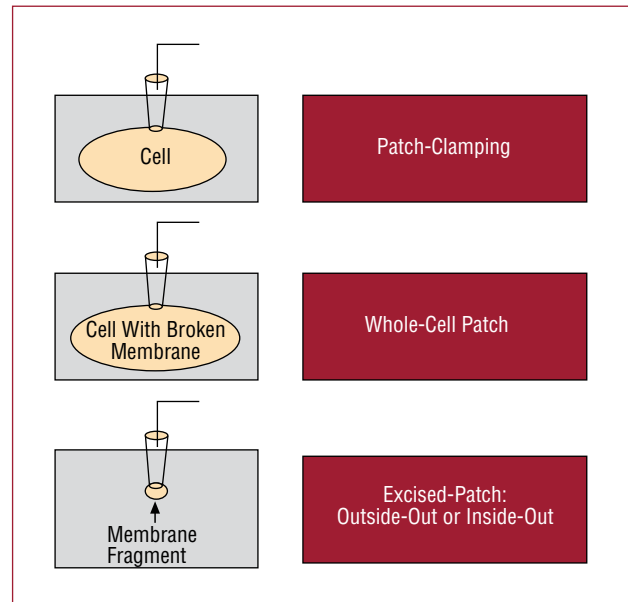 Cell
Patch-Clamping
Cell With Broken
Membrane
Whole-Cell Patch
Membrane
Fragment
Excised-Patch:
Outside-Out or Inside-Out